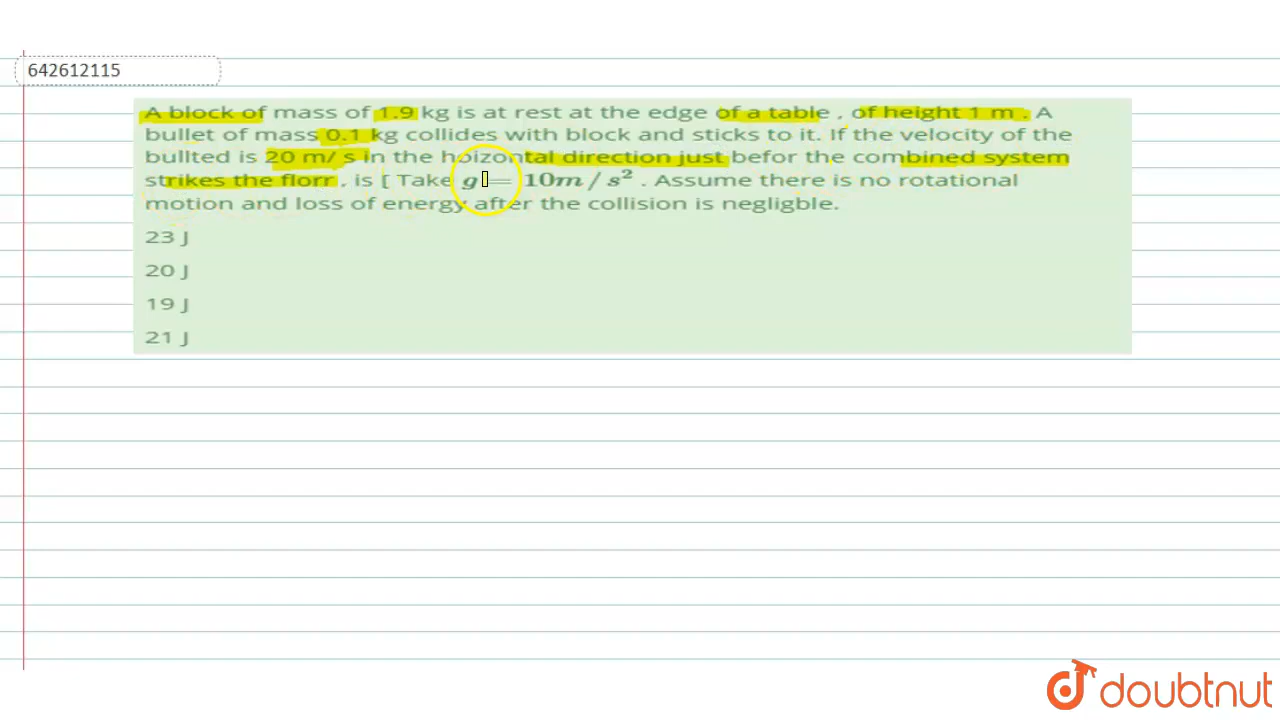 642612115
A block of mass of 1.9 kg is at rest at the edge of a table , of height 1 m . A
bullet of mass 0.1 kg collides with block and sticks to it. If the velocity of the
bullted is 20 m/ s in the hoizontal direction just befor the combined system
strikes the florr , is [ Take g = 10m/s² . Assume there is no rotational
motion and loss of energy after the collision is negligble.
23 J
20 J
19 J
21 J
doubtnut